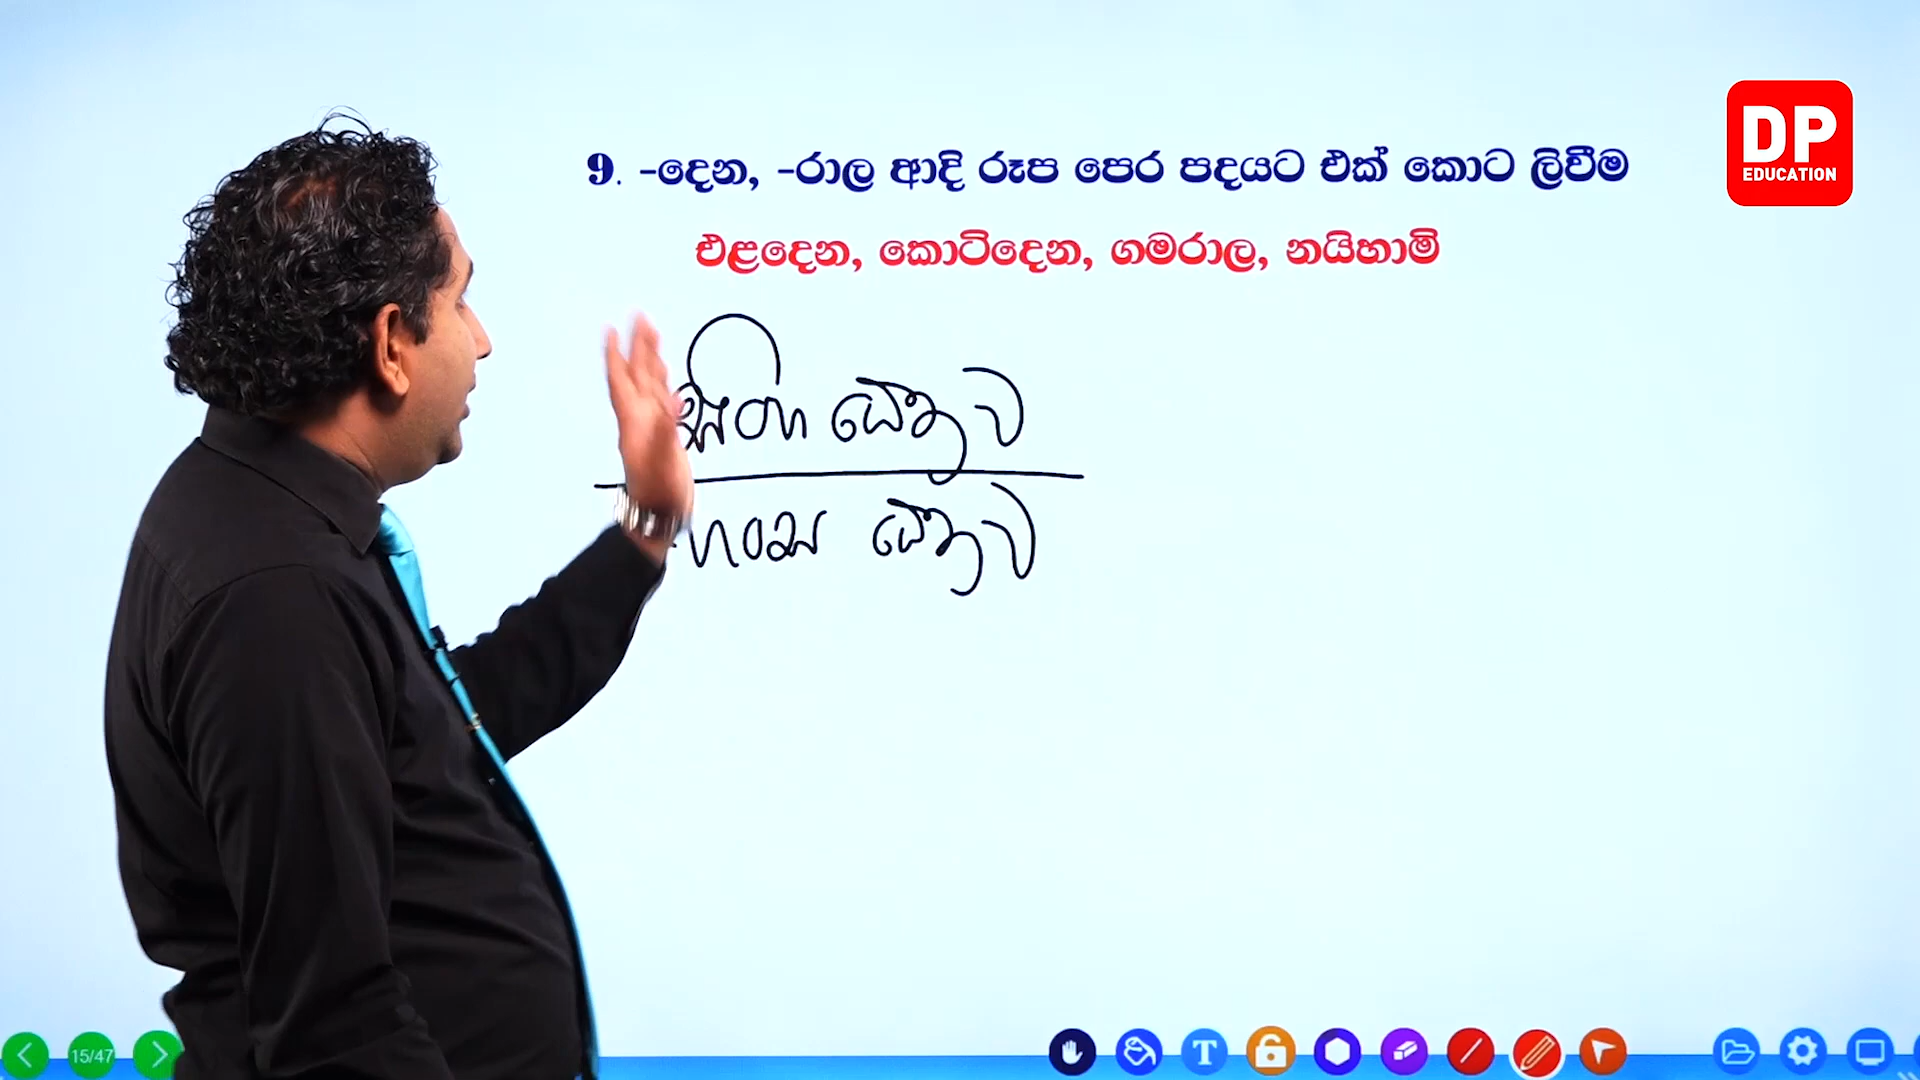 DP
EDUCATION
9. -දෙන, -රාල ආදි රූප පෙර පදයට එක් කොට ලිවීම
එළදෙන, කොටිදෙන, ගමරාල, නයිහාමි
ධෙනුව
ධෙනුව
15/47